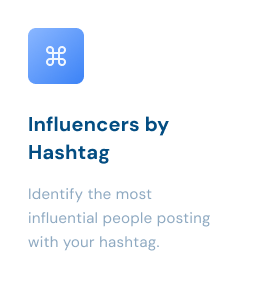 ⌘
Influencers by
Hashtag
Identify the most
influential people posting
with your hashtag.